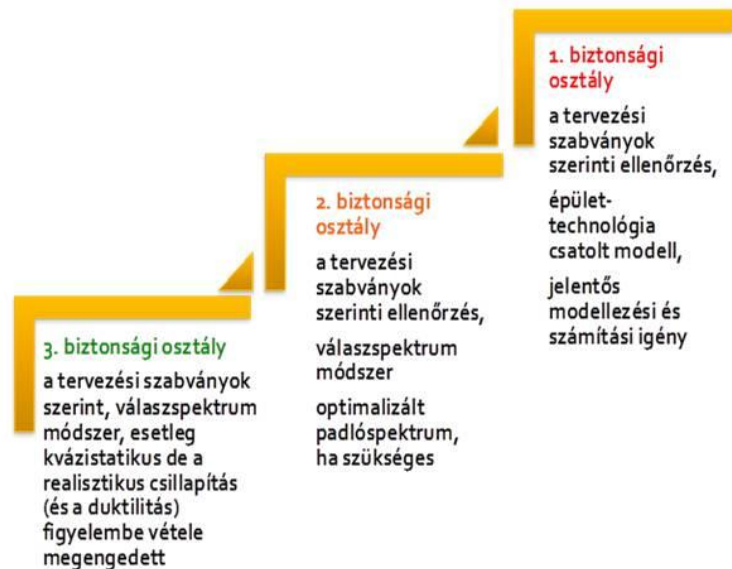 1. biztonsági
osztály
a tervezési
szabványok
szerinti ellenőrzés,
épület-
technológia
csatolt modell,
jelentős
modellezési és
számítási igény
2. biztonsági
osztály
a tervezési
szabványok
szerinti ellenőrzés,
válaszspektrum
módszer
optimalizált
padlóspektrum,
ha szükséges
3. biztonsági osztály
a tervezési szabványok
szerint, válaszspektrum
módszer, esetleg
kvázistatikus de a
realisztikus csillapítás
(és a duktilitás)
figyelembe vétele
megengedett